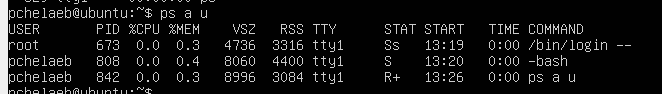 pchelaeb@ubuntu:~$ ps a u
USER PID %CPU %MEM VSZ RSS TTY STAT START TIME COMMAND
root 673 0.0 0.3 4736 3316 tty1 Ss 13:19 0:00 /bin/login --
pchelaeb 808 0.0 0.4 8060 4400 tty1 S 13:20 0:00 -bash
pchelaeb 842 0.0 0.3 8996 3084 tty1 R+ 13:26 0:00 ps a u
pchelaeb@ubuntu:~$